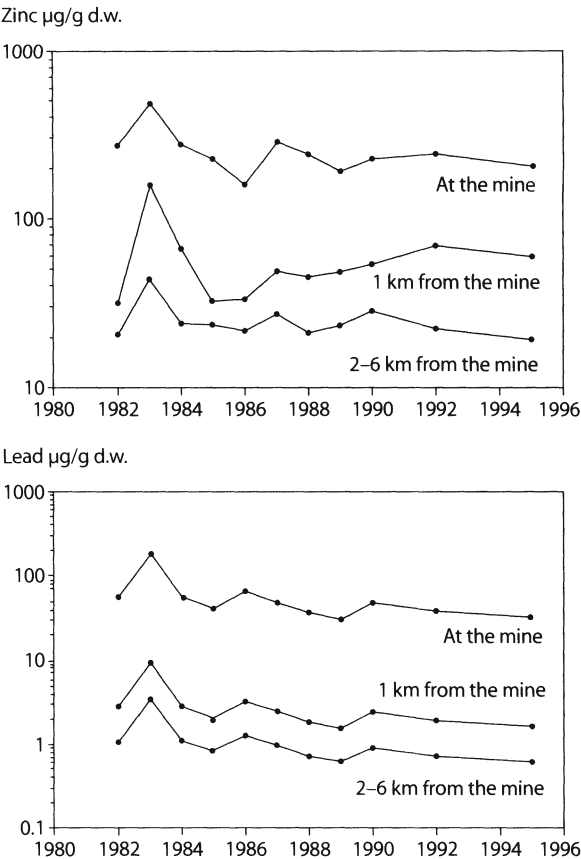 Zinc µg/g d.w.
1000
At the mine
100
1 km from the mine
2–6 km from the mine
10
1980 1982 1984 1986 1988 1990 1992 1994 1996
Lead µg/g d.w.
1000
100
At the mine
10
1 km from the mine
1
2–6 km from the mine
0.1
1980 1982 1984 1986 1988 1990 1992 1994 1996